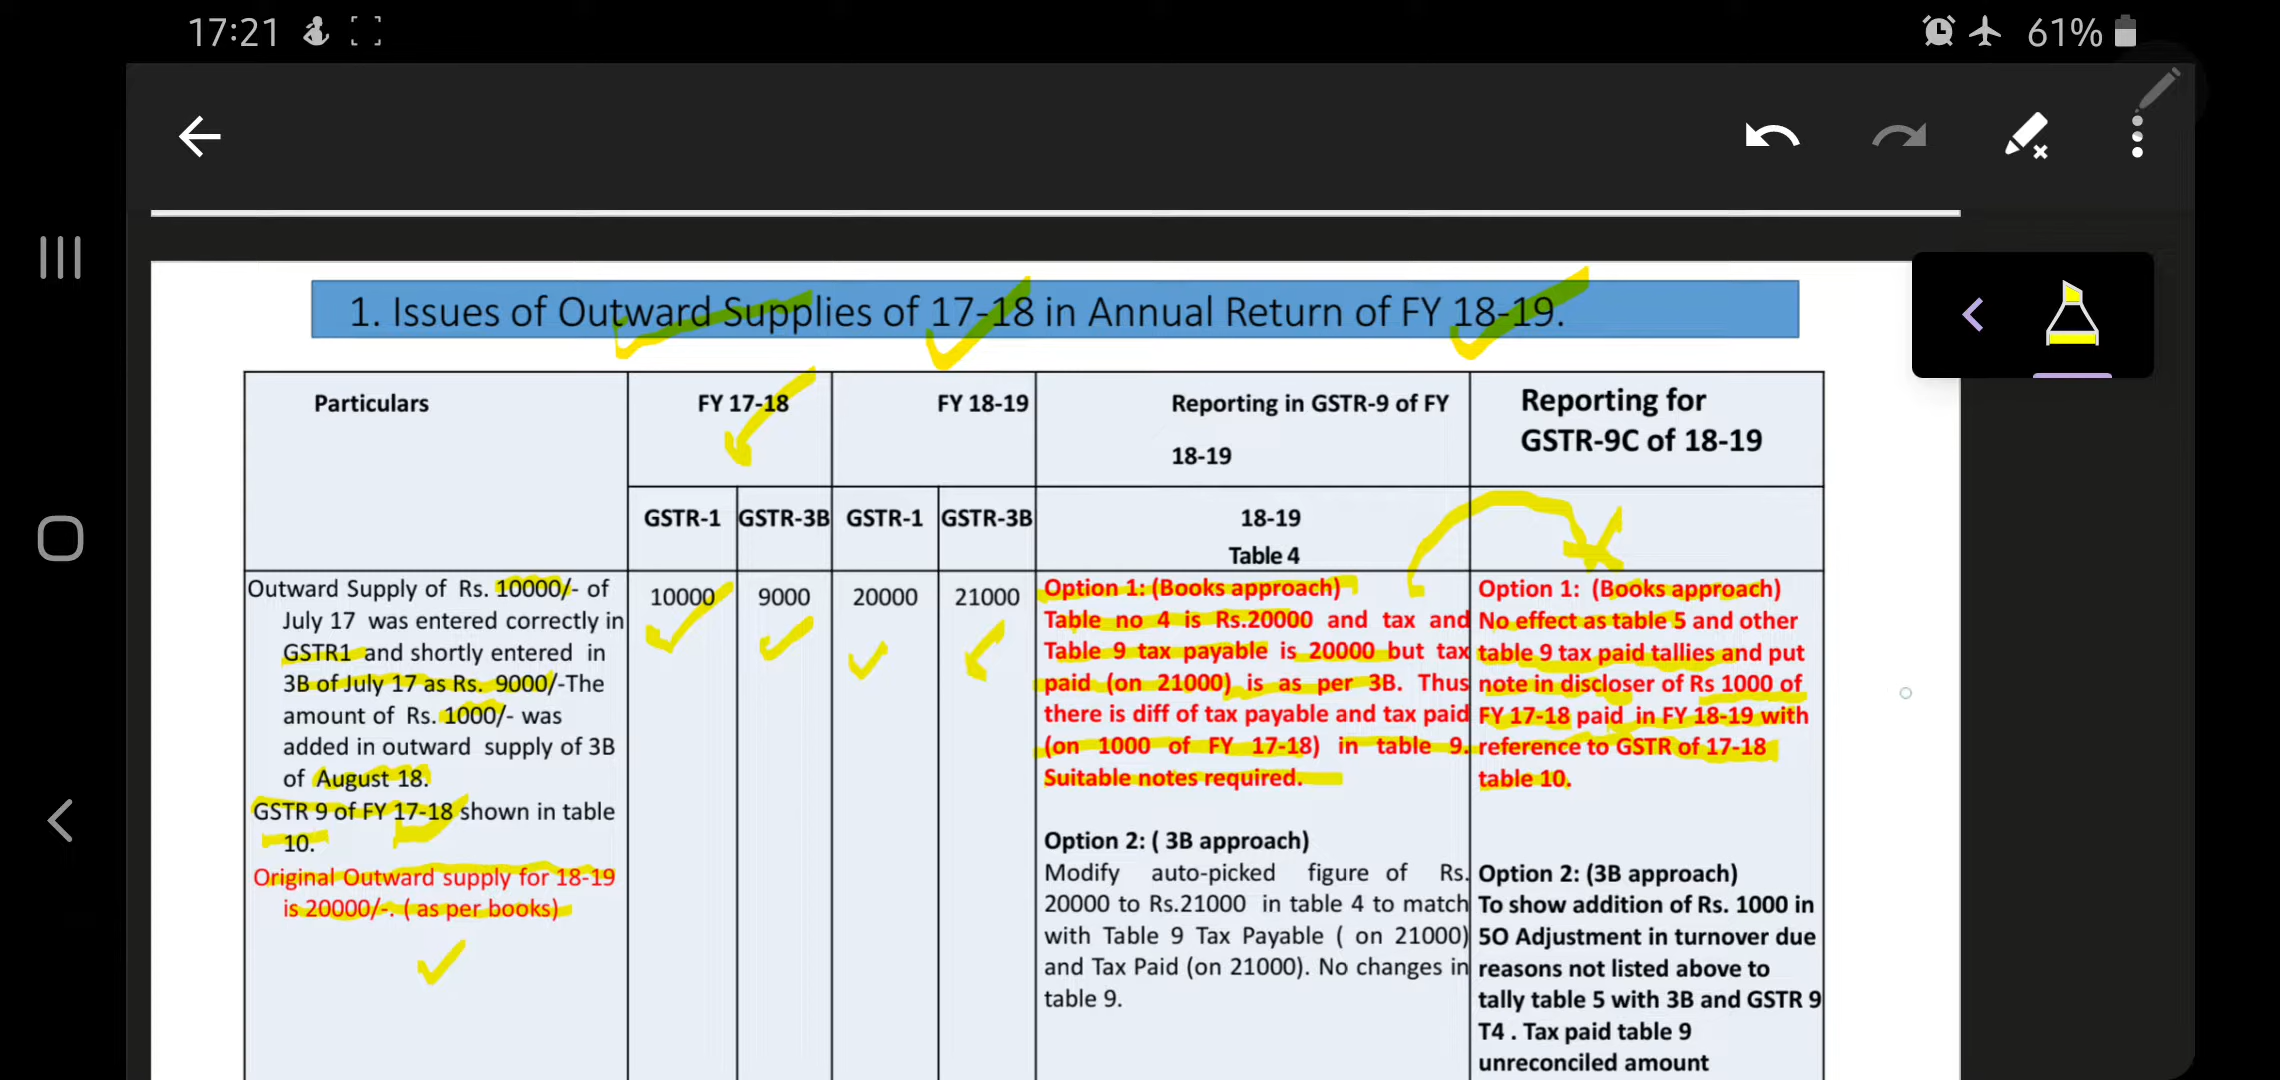 17:21
61%
1. Issues of Outward Supplies of 17-18 in Annual Return of FY 18-19.
Particulars
FY 17-18
FY 18-19
Reporting in GSTR-9 of FY
18-19
Reporting for
GSTR-9C of 18-19
GSTR-1
GSTR-3B
GSTR-1
GSTR-3B
18-19
Table 4
Outward Supply of Rs. 10000/- of
July 17 was entered correctly in
GSTR1 and shortly entered in
3B of July 17 as Rs. 9000/-The
amount of Rs. 1000/- was
added in outward supply of 3B
of August 18.
GSTR 9 of FY 17-18 shown in table
10.
Original Outward supply for 18-19
is 20000/-. ( as per books)
10000
9000
20000
21000
Option 1: (Books approach)
Table no 4 is Rs.20000 and tax and
Table 9 tax payable is 20000 but tax
paid (on 21000) is as per 3B. Thus
there is diff of tax payable and tax paid
(on 1000 of FY 17-18) in table 9.
Suitable notes required.
Option 2: ( 3B approach)
Modify auto-picked figure of Rs.
20000 to Rs.21000 in table 4 to match
with Table 9 Tax Payable ( on 21000)
and Tax Paid (on 21000). No changes in
table 9.
Option 1: (Books approach)
No effect as table 5 and other
table 9 tax paid tallies and put
note in discloser of Rs 1000 of
FY 17-18 paid in FY 18-19 with
reference to GSTR of 17-18
table 10.
Option 2: (3B approach)
To show addition of Rs. 1000 in
5O Adjustment in turnover due
reasons not listed above to
tally table 5 with 3B and GSTR 9
T4 . Tax paid table 9
unreconciled amount